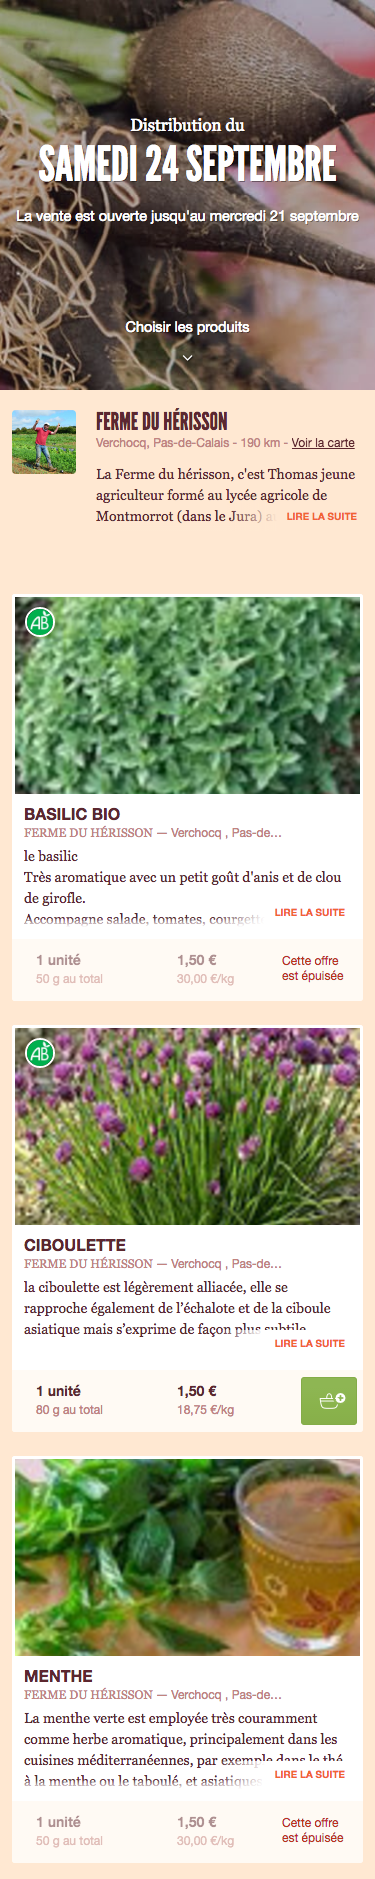 Distribution du
SAMEDI 24 SEPTEMBRE
La vente est ouverte jusqu'au mercredi 21 septembre
Choisir les produits
FERME DU HÉRISSON
Verchocq, Pas-de-Calais - 190 km - Voir la carte
La Ferme du hérisson, c'est Thomas jeune
agriculteur formé au lycée agricole de
Montmorrot (dans le Jura) a LIRE LA SUITE
AB
BASILIC BIO
FERME DU HÉRISSON — Verchocq , Pas-de...
le basilic
Très aromatique avec un petit goût d'anis et de clou
de girofle.
Accompagne salade, tomates, courgett LIRE LA SUITE
1 unité 1,50 € Cette offre
50 g au total 30,00 €/kg est épuisée
AB
CIBOULETTE
FERME DU HÉRISSON — Verchocq , Pas-de...
la ciboulette est légèrement alliacée, elle se
rapproche également de l’échalote et de la ciboule
asiatique mais s’exprime de façon plus subtile
LIRE LA SUITE
1 unité 1,50 €
80 g au total 18,75 €/kg
MENTHE
FERME DU HÉRISSON — Verchocq , Pas-de...
La menthe verte est employée très couramment
comme herbe aromatique, principalement dans les
cuisines méditerranéennes, par exemple dans le thé
à la menthe ou le taboulé, et asiatiques LIRE LA SUITE
1 unité 1,50 € Cette offre
50 g au total 30,00 €/kg est épuisée